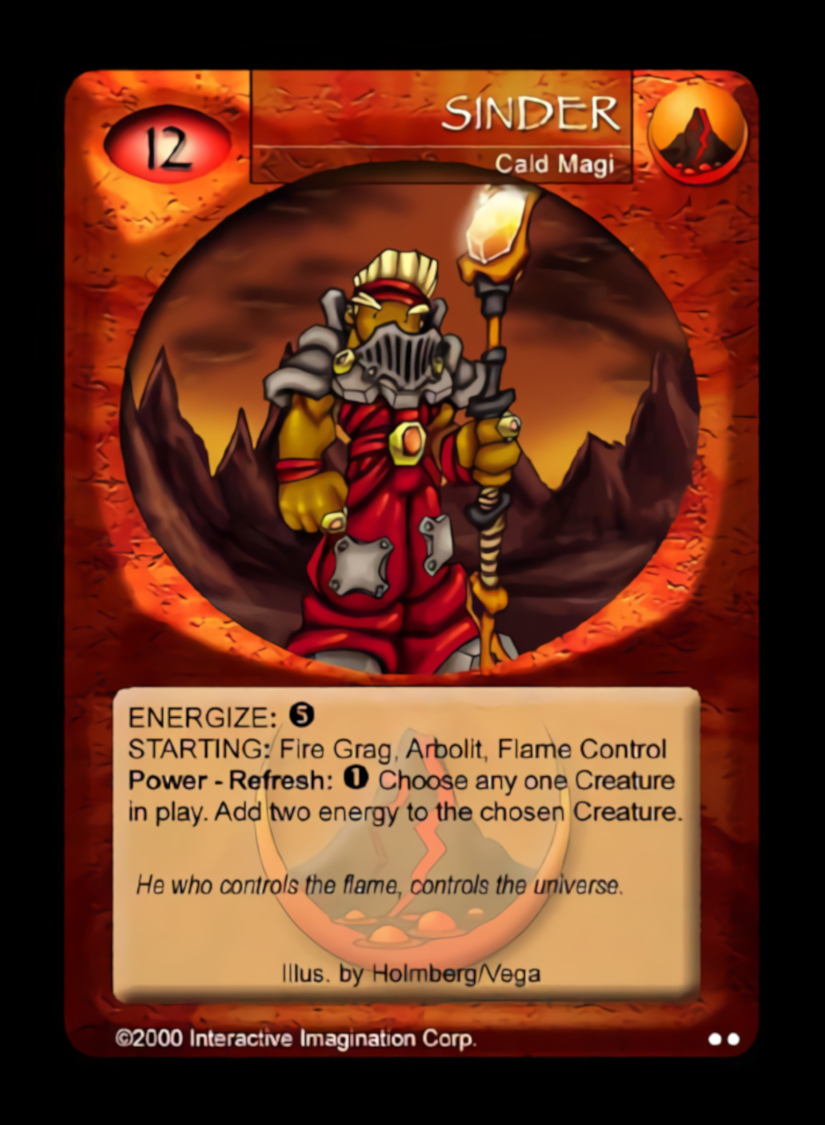 12
SINDER
Cald Magi
ENERGIZE: 5
STARTING: Fire Grag, Arbolit, Flame Control
Power - Refresh: 1 Choose any one Creature
in play. Add two energy to the chosen Creature.
He who controls the flame, controls the universe.
Illus. by Holmberg/Vega
©2000 Interactive Imagination Corp.